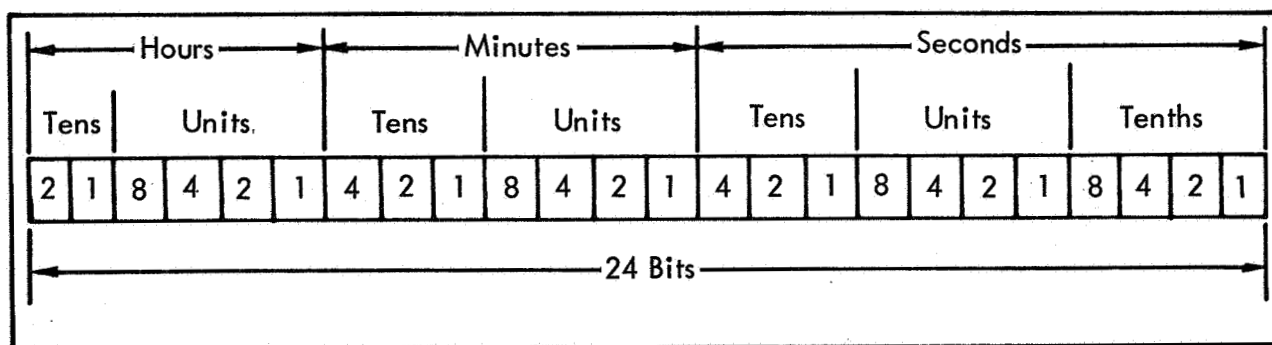 Hours Minutes Seconds
Tens Units Tens Units Tens Units Tenths
2 1 8 4 2 1 4 2 1 8 4 2 1 4 2 1 8 4 2 1 8 4 2 1
24 Bits